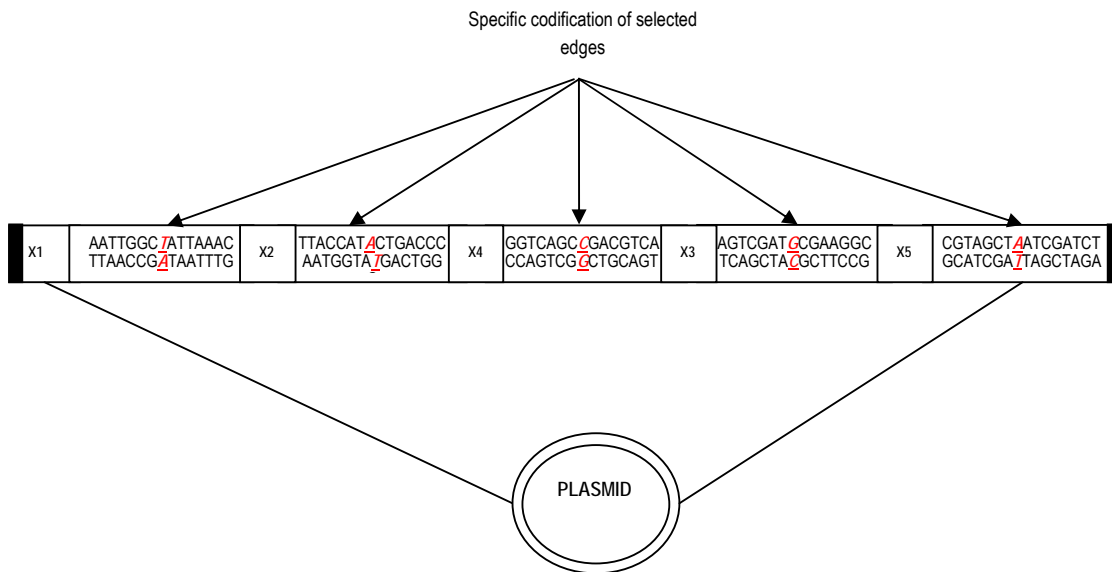 Specific codification of selected
edges
X1
AATTGGCTATTAAAC
TTAACCGATAATTTG
X2
TTACCATACTGACCC
AATGGTATGACTGG
X4
GGTCAGCCGACGTCA
CCAGTCGGCTGCAGT
X3
AGTCGATGCGAAGGC
TCAGCTACGCTTCCG
X5
CGTAGCTAATCGATCT
GCATCGATTAGCTAGA
PLASMID